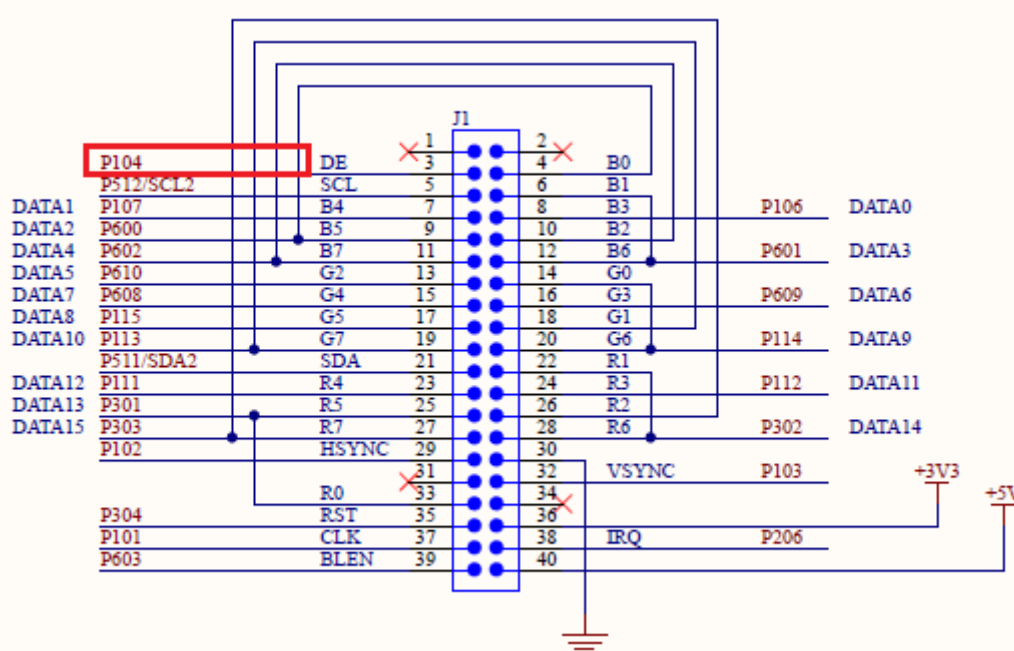 J1
1 2
P104 DE 3 4 B0
P512/SCL2 SCL 5 6 B1
DATA1 P107 B4 7 8 B3 P106 DATA0
DATA2 P600 B5 9 10 B2
DATA4 P602 B7 11 12 B6 P601 DATA3
DATA5 P610 G2 13 14 G0
DATA7 P608 G4 15 16 G3 P609 DATA6
DATA8 P115 G5 17 18 G1
DATA10 P113 G7 19 20 G6 P114 DATA9
P511/SDA2 SDA 21 22 R1
DATA12 P111 R4 23 24 R3 P112 DATA11
DATA13 P301 R5 25 26 R2
DATA15 P303 R7 27 28 R6 P302 DATA14
P102 HSYNC 29 30
31 32 VSYNC P103 +3V3
R0 33 34 +5V
P304 RST 35 36
P101 CLK 37 38 IRQ P206
P603 BLEN 39 40